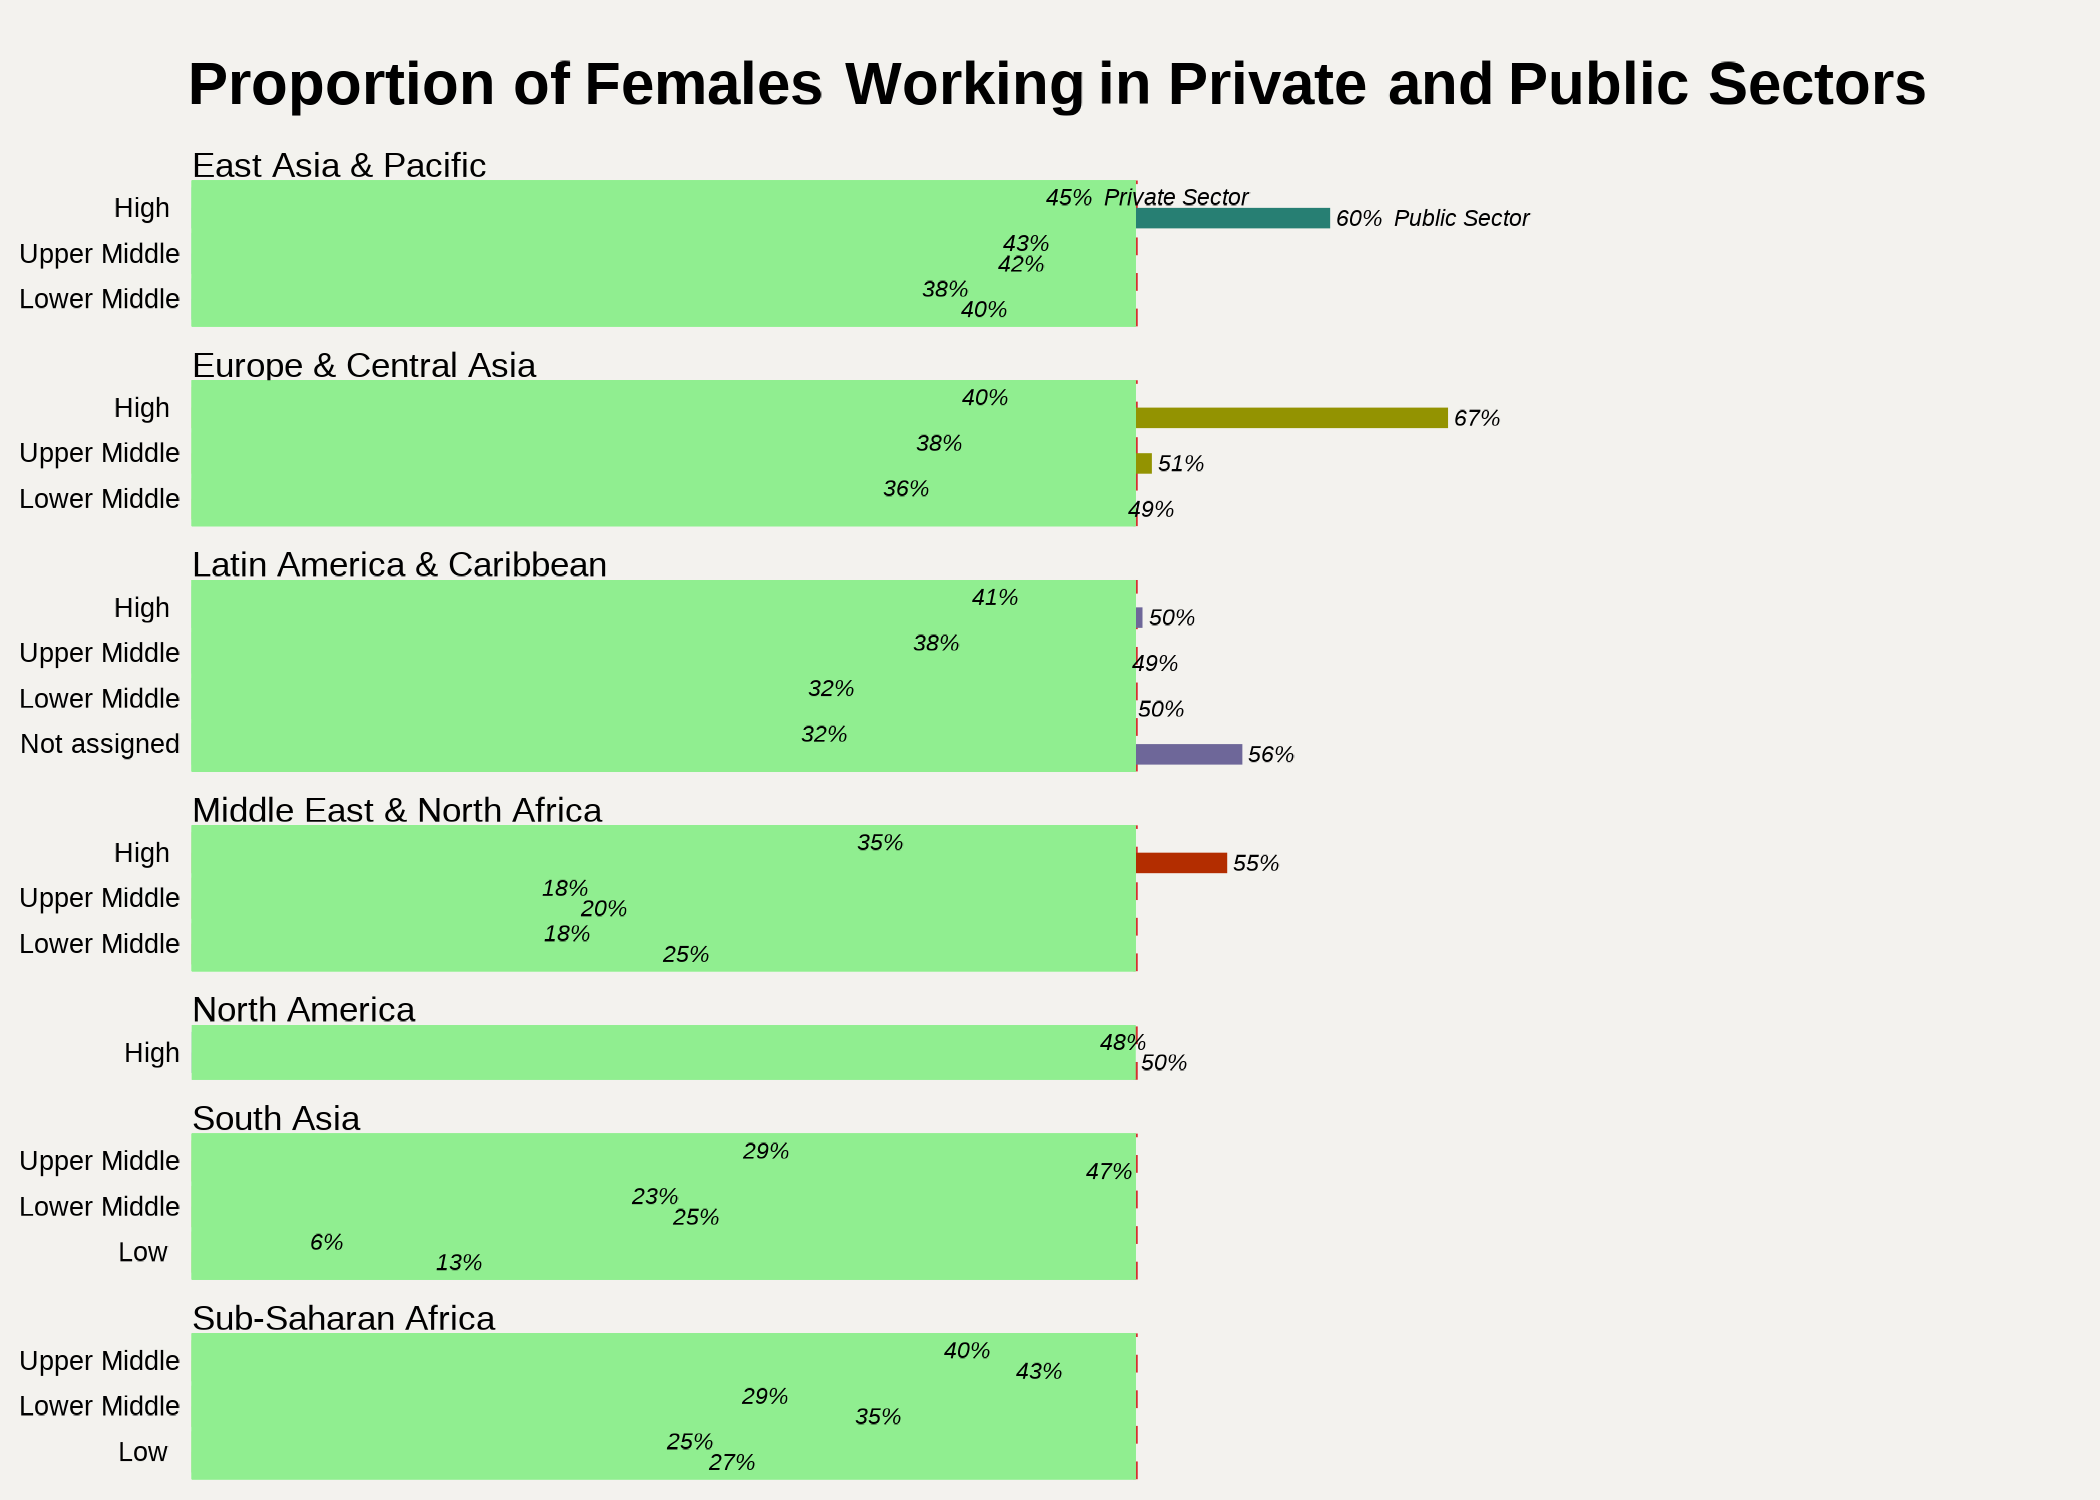 Proportion of Females Working in Private and Public Sectors
East Asia & Pacific
High
45% Private Sector
60% Public Sector
Upper Middle
43%
42%
Lower Middle
38%
40%
Europe & Central Asia
High
40%
67%
Upper Middle
38%
51%
Lower Middle
36%
49%
Latin America & Caribbean
High
41%
50%
Upper Middle
38%
49%
Lower Middle
32%
50%
Not assigned
32%
56%
Middle East & North Africa
High
35%
55%
Upper Middle
18%
20%
Lower Middle
18%
25%
North America
High
48%
50%
South Asia
Upper Middle
29%
47%
Lower Middle
23%
25%
Low
6%
13%
Sub-Saharan Africa
Upper Middle
40%
43%
Lower Middle
29%
35%
Low
25%
27%